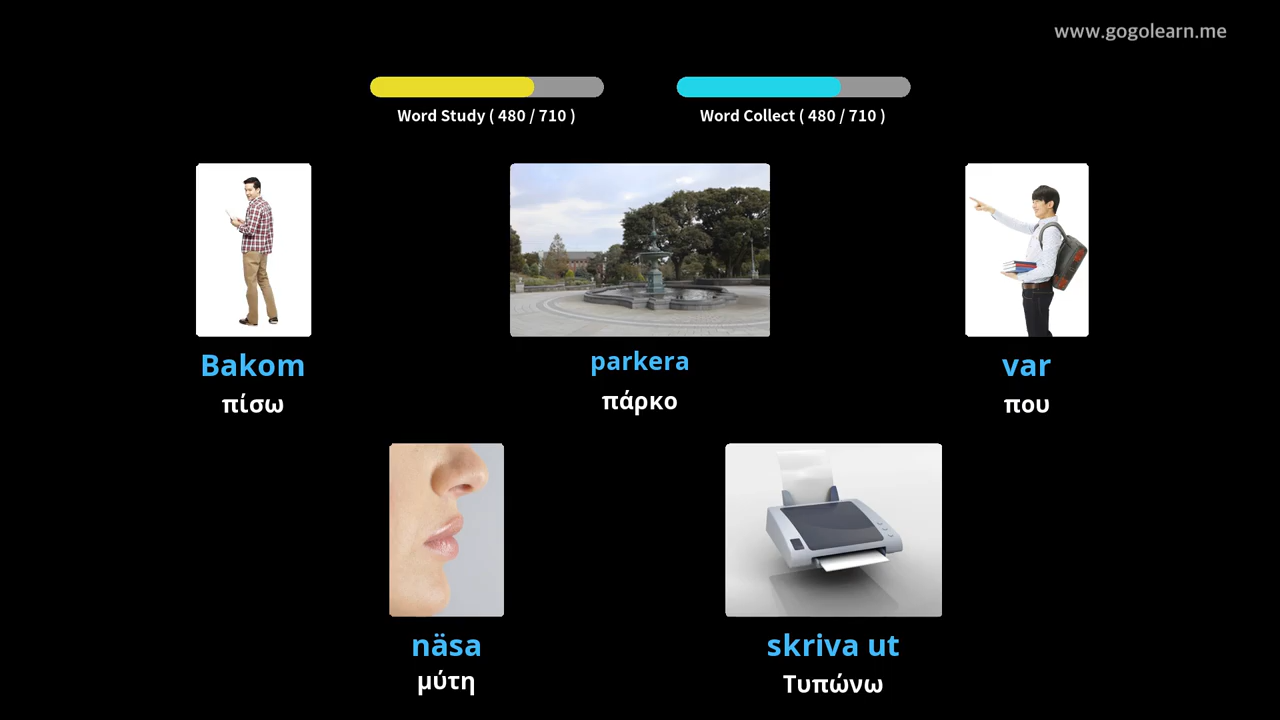 www.gogolearn.me
Word Study ( 480 / 710 )
Word Collect ( 480 / 710 )
Bakom
πίσω
parkera
πάρκο
var
που
näsa
μύτη
skriva ut
Τυπώνω